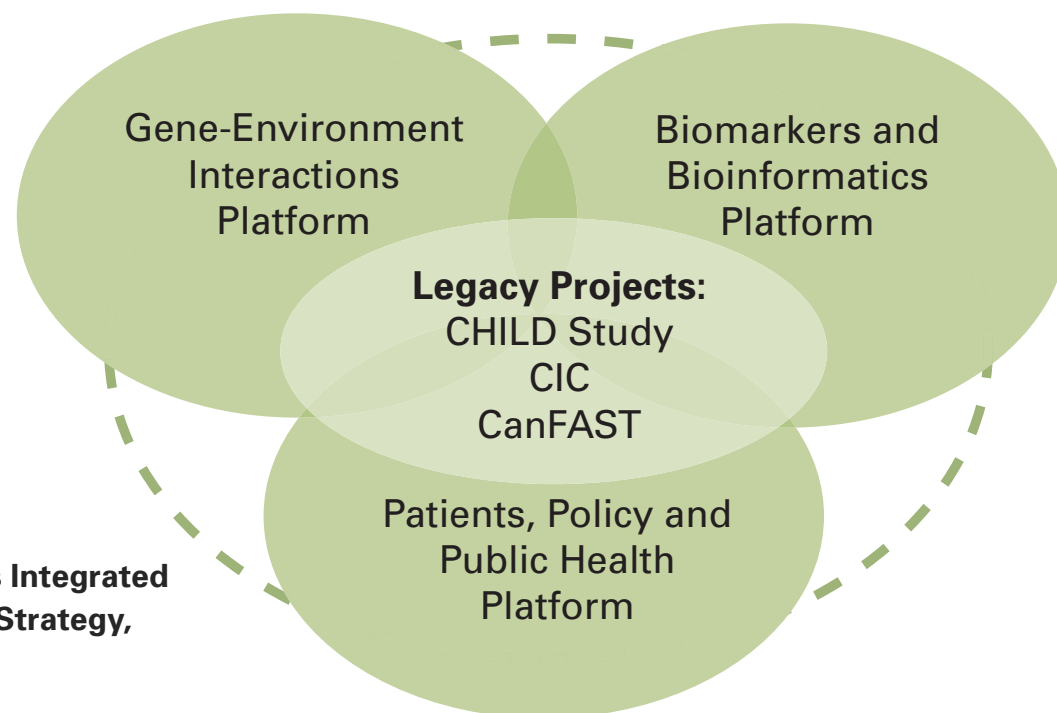 Gene-Environment
Interactions
Platform
Biomarkers and
Bioinformatics
Platform
Legacy Projects:
CHILD Study
CIC
CanFAST
Patients, Policy and
Public Health
Platform
Integrated
Strategy,